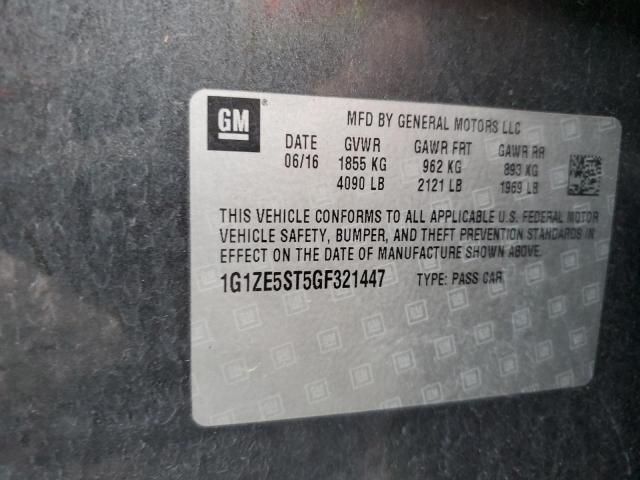 GM ®
MFD BY GENERAL MOTORS LLC
DATE GVWR GAWR FRT GAWR RR
06/16 1855 KG 962 KG 893 KG
4090 LB 2121 LB 1969 LB
THIS VEHICLE CONFORMS TO ALL APPLICABLE U.S. FEDERAL MOTOR
VEHICLE SAFETY, BUMPER, AND THEFT PREVENTION STANDARDS IN
EFFECT ON THE DATE OF MANUFACTURE SHOWN ABOVE.
1G1ZE5ST5GF321447 TYPE: PASS CAR